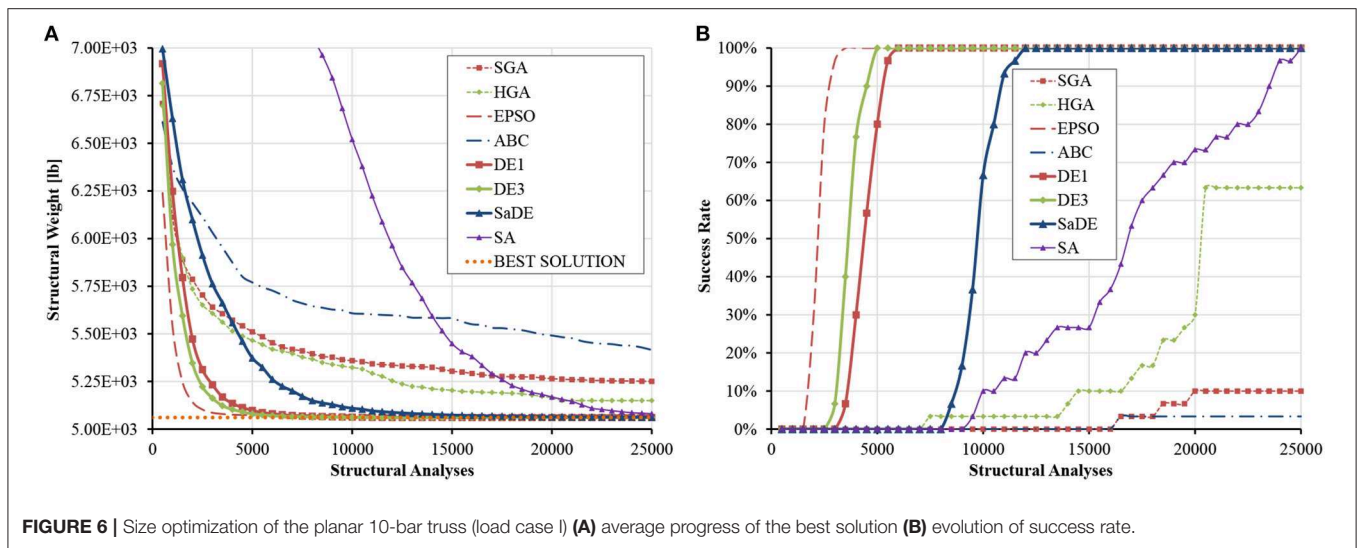 A
7.00E+03
6.75E+03
6.50E+03
6.25E+03
6.00E+03
5.75E+03
5.50E+03
5.25E+03
5.00E+03
Structural Weight [lb]
0
5000
10000
15000
20000
25000
Structural Analyses
SGA
HGA
EPSO
ABC
DE1
DE3
SaDE
SA
BEST SOLUTION
B
100%
90%
80%
70%
60%
50%
40%
30%
20%
10%
0%
Success Rate
0
5000
10000
15000
20000
25000
Structural Analyses
SGA
HGA
EPSO
ABC
DE1
DE3
SaDE
SA
FIGURE 6 | Size optimization of the planar 10-bar truss (load case I) (A) average progress of the best solution (B) evolution of success rate.